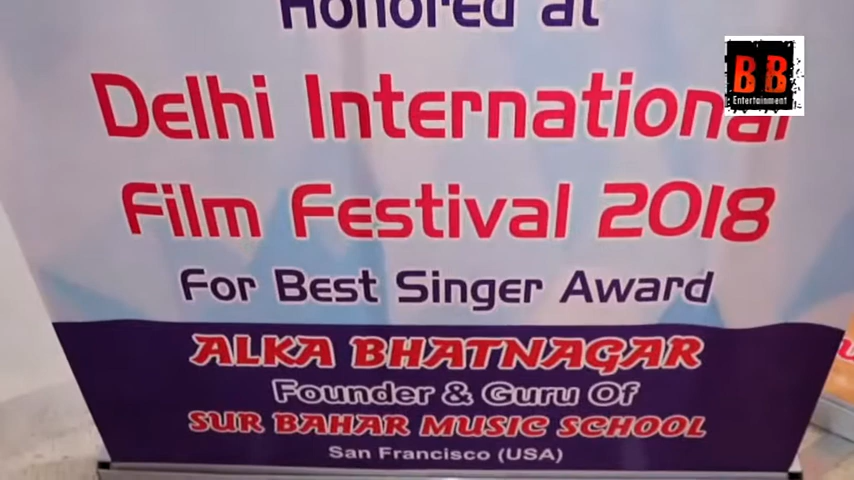 Honored at
BB
Entertainment
Delhi International
Film Festival 2018
For Best Singer Award
ALKA BHATNAGAR
Founder & Guru Of
SUR BAHAR MUSIC SCHOOL
San Francisco (USA)